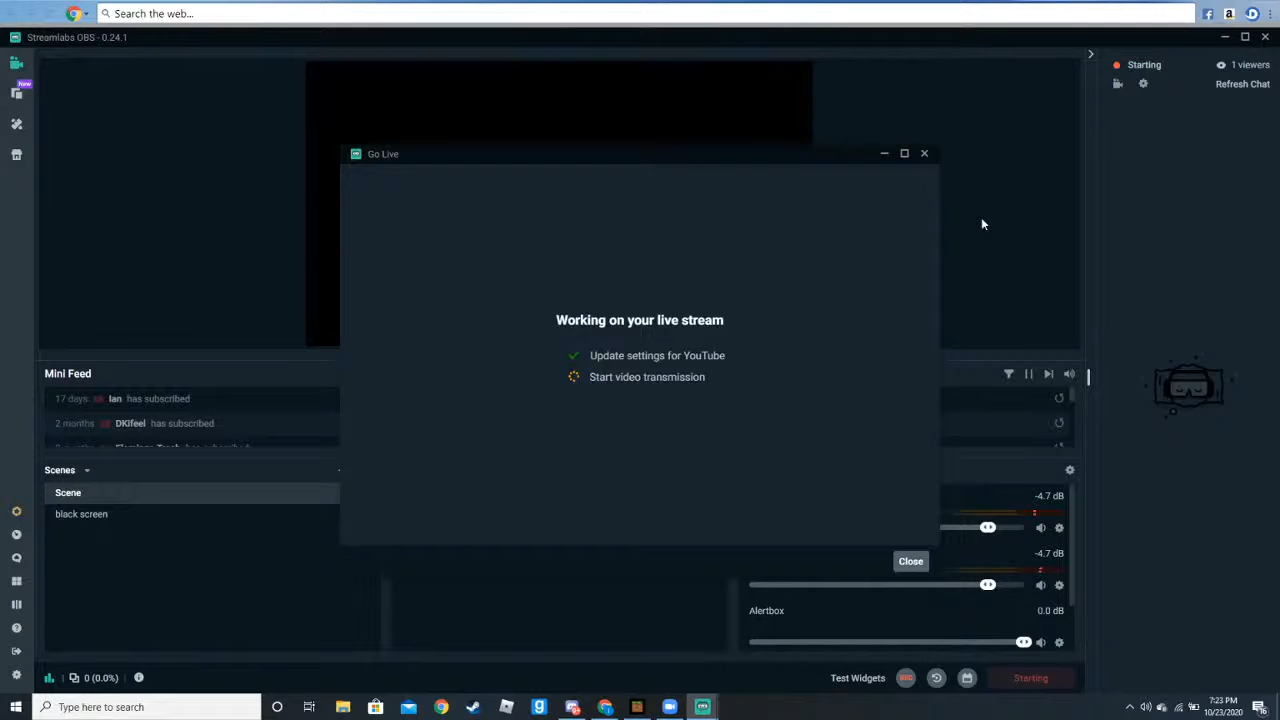 Search the web...
Streamlabs OBS - 0.24.1
Starting
1 viewers
New
Refresh Chat
Go Live
Working on your live stream
Update settings for YouTube
Start video transmission
Mini Feed
17 days Ian has subscribed
2 months DKifeel has subscribed
Scenes
Scene
black screen
-4.7 dB
-4.7 dB
Close
Alertbox
0.0 dB
0 (0.0%)
Test Widgets
REC
Starting
Type here to search
7:23 PM
10/23/2020